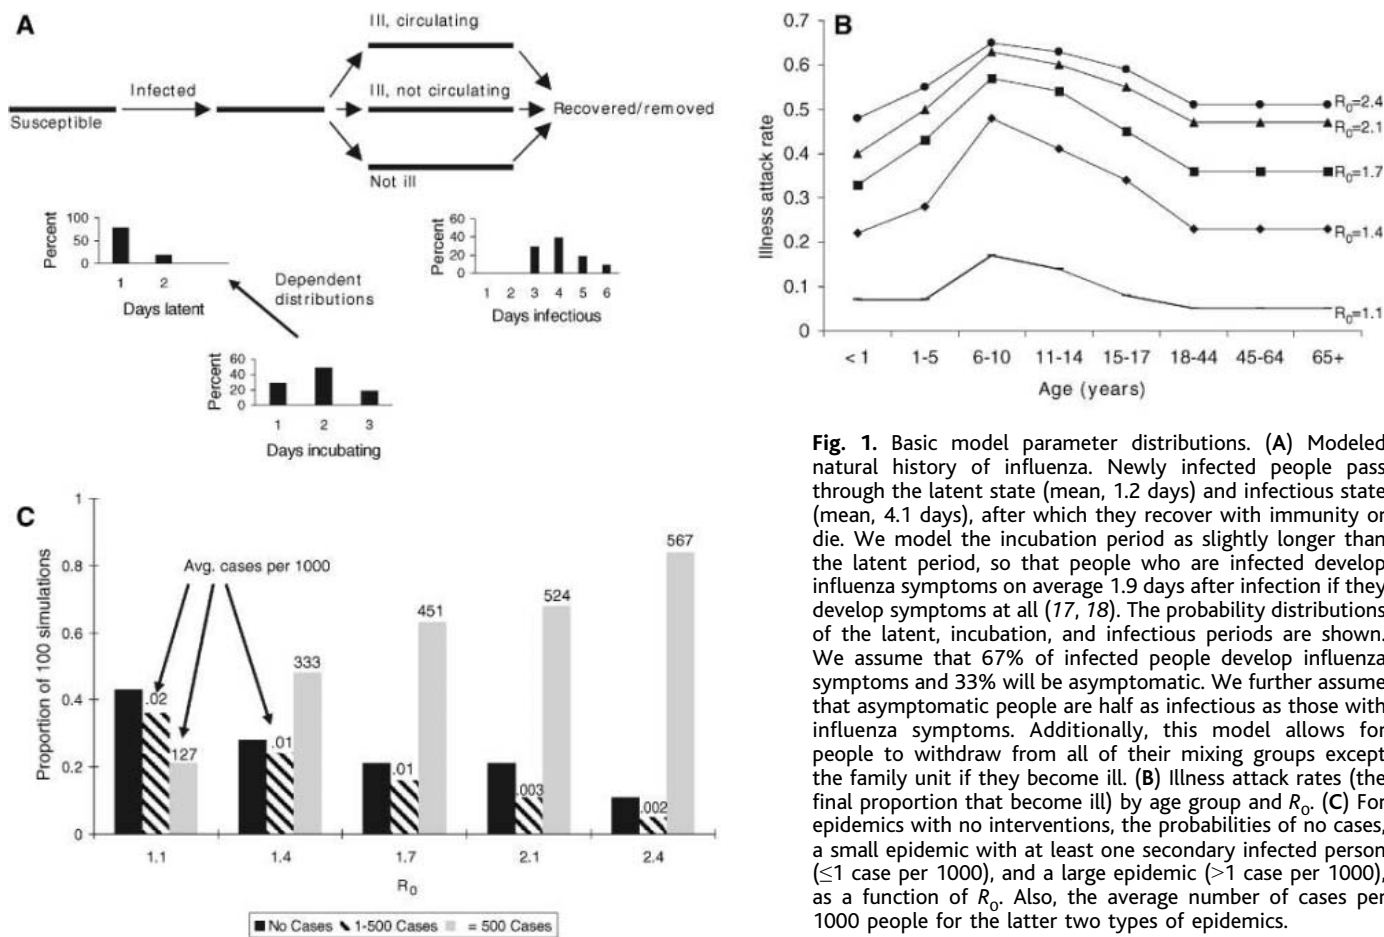 A
Ill, circulating
Infected
Ill, not circulating
Susceptible
Recovered/removed
Not ill
Percent
100
50
0
1 2
Days latent
Dependent
distributions
Percent
60
40
20
0
1 2 3 4 5 6
Days infectious
Percent
60
40
20
0
1 2 3
Days incubating
B
Illness attack rate
0.7
0.6
0.5
0.4
0.3
0.2
0.1
0
R0=2.4
R0=2.1
R0=1.7
R0=1.4
R0=1.1
< 1 1-5 6-10 11-14 15-17 18-44 45-64 65+
Age (years)
C
Proportion of 100 simulations
1
0.8
0.6
0.4
0.2
0
Avg. cases per 1000
.02
127
.01
333
.01
451
.003
524
.002
567
1.1 1.4 1.7 2.1 2.4
R0
No Cases 1-500 Cases = 500 Cases
Fig. 1. Basic model parameter distributions. (A) Modeled
natural history of influenza. Newly infected people pass
through the latent state (mean, 1.2 days) and infectious state
(mean, 4.1 days), after which they recover with immunity or
die. We model the incubation period as slightly longer than
the latent period, so that people who are infected develop
influenza symptoms on average 1.9 days after infection if they
develop symptoms at all (17, 18). The probability distributions
of the latent, incubation, and infectious periods are shown.
We assume that 67% of infected people develop influenza
symptoms and 33% will be asymptomatic. We further assume
that asymptomatic people are half as infectious as those with
influenza symptoms. Additionally, this model allows for
people to withdraw from all of their mixing groups except
the family unit if they become ill. (B) Illness attack rates (the
final proportion that become ill) by age group and R0. (C) For
epidemics with no interventions, the probabilities of no cases,
a small epidemic with at least one secondary infected person
(≤1 case per 1000), and a large epidemic (>1 case per 1000),
as a function of R0. Also, the average number of cases per
1000 people for the latter two types of epidemics.